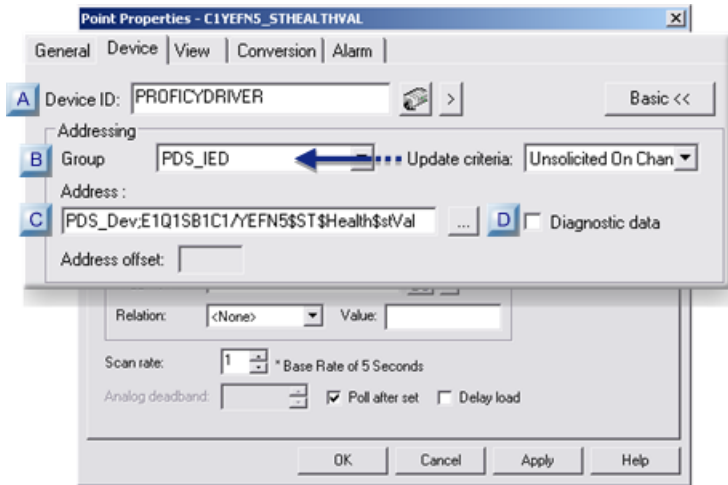 Point Properties - C1YEFN5_STHEALTHVAL
General Device View Conversion Alarm
A Device ID: PROFICYDRIVER > Basic <<
Addressing
B Group PDS_IED Update criteria: Unsolicited On Chan
Address :
C PDS_Dev;E1Q1SB1C1/YEFN5$ST$Health$stVal ... D Diagnostic data
Address offset:
Relation: <None> Value:
Scan rate: 1 * Base Rate of 5 Seconds
Analog deadband: Poll after set Delay load
OK Cancel Apply Help